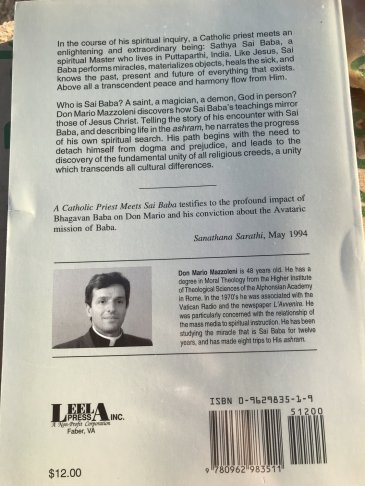 In the course of his spiritual inquiry, a Catholic priest meets an
enlightening and extraordinary being: Sathya Sai Baba, a
spiritual Master who lives in Puttaparthi, India. Like Jesus, Sai
Baba performs miracles, materializes objects, heals the sick, and
knows the past, present and future of everything that exists.
Above all a transcendent peace and harmony flow from Him.
Who is Sai Baba? A saint, a magician, a demon, God in person?
Don Mario Mazzoleni discovers how Sai Baba's teachings mirror
those of Jesus Christ. Telling the story of his encounter with Sai
Baba, and describing life in the ashram, he narrates the progress
of his own spiritual search. His path begins with the need to
detach himself from dogma and prejudice, and leads to the
discovery of the fundamental unity of all religious creeds, a unity
which transcends all cultural differences.
A Catholic Priest Meets Sai Baba testifies to the profound impact of
Bhagavan Baba on Don Mario and his conviction about the Avataric
mission of Baba.
Sanathana Sarathi, May 1994
Don Mario Mazzoleni is 48 years old. He has a
degree in Moral Theology from the Higher Institute
of Theological Sciences of the Alphonsian Academy
in Rome. In the 1970's he was associated with the
Vatican Radio and the newspaper L'Avvenire. He
was particularly concerned with the relationship of
the mass media to spiritual instruction. He has been
studying the miracle that is Sai Baba for twelve
years, and has made eight trips to His ashram.
LEELA
PRESS INC.
A Non-Profit Corporation
Faber, VA
$12.00
ISBN 0-9629835-1-9
51200
9 780962 983511